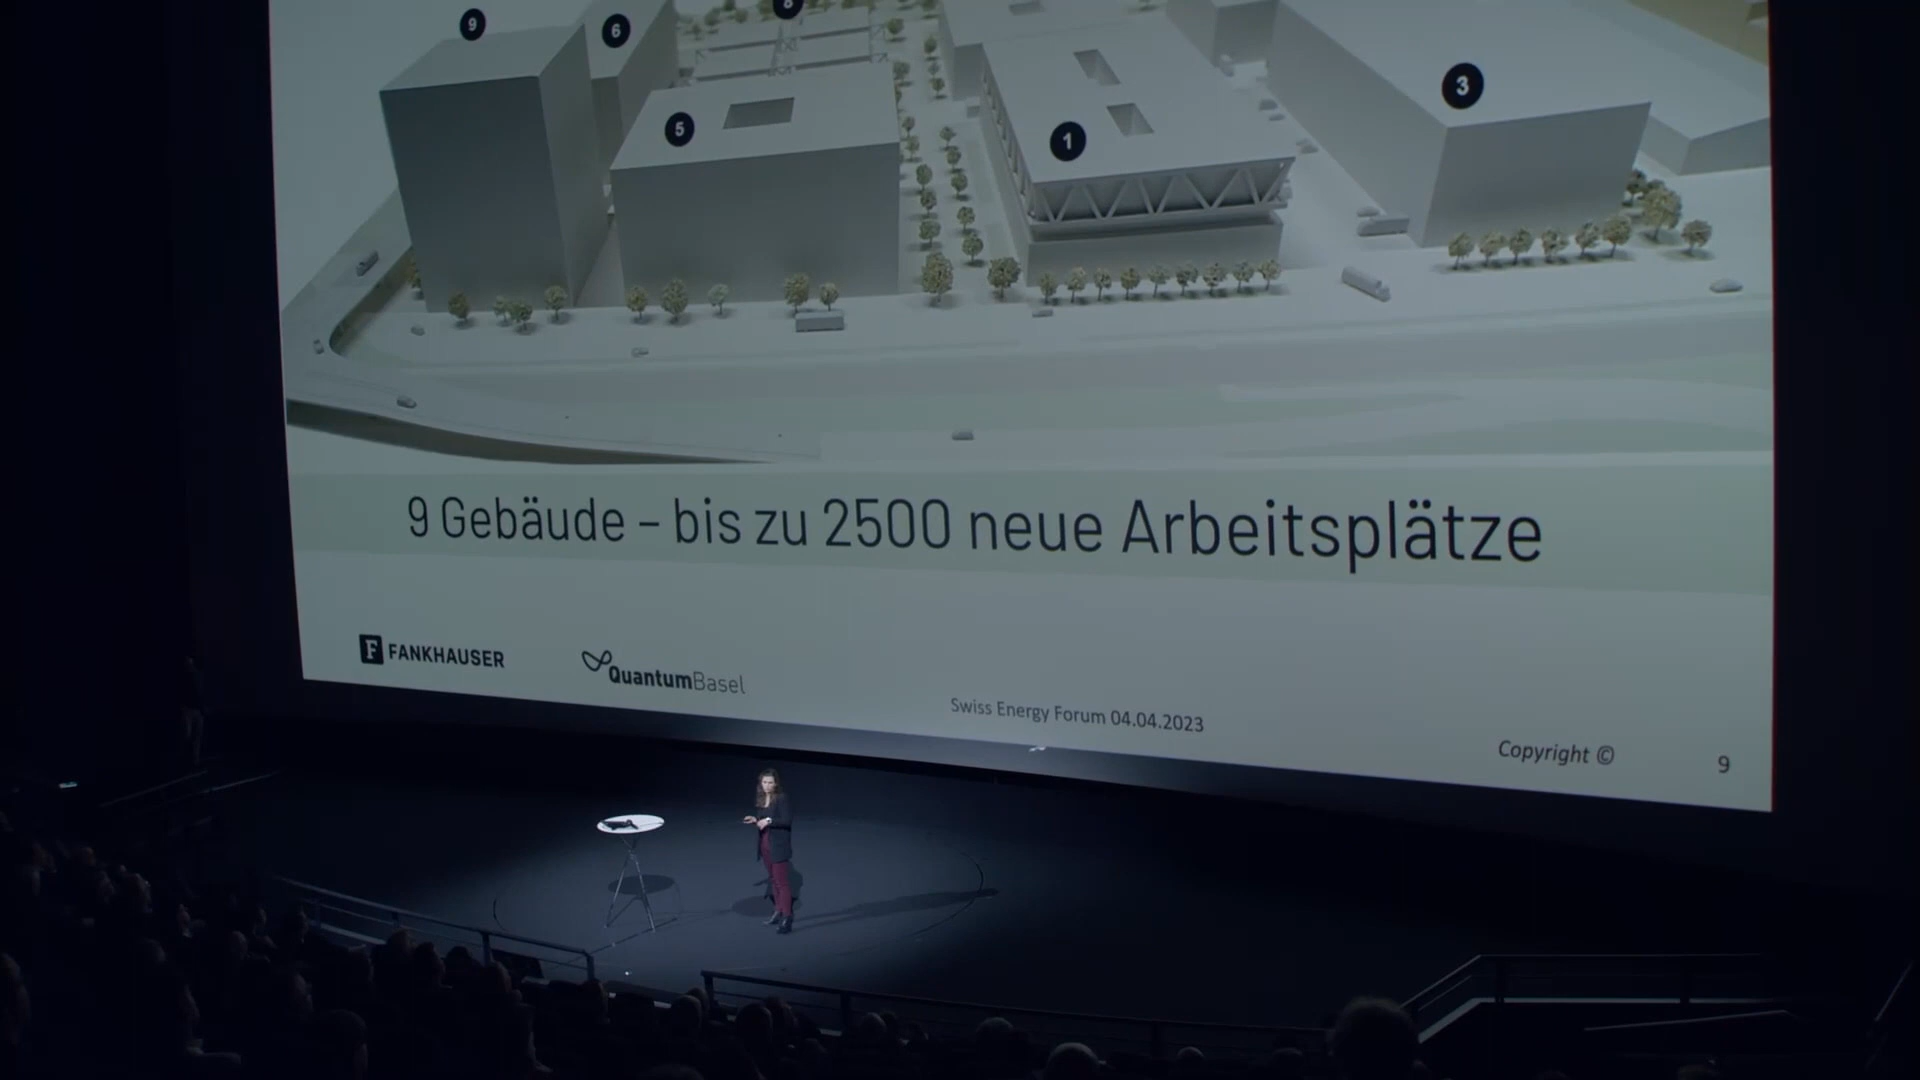 8
9
6
3
5
1
9 Gebäude – bis zu 2500 neue Arbeitsplätze
F FANKHAUSER
QuantumBasel
Swiss Energy Forum 04.04.2023
Copyright ©
9